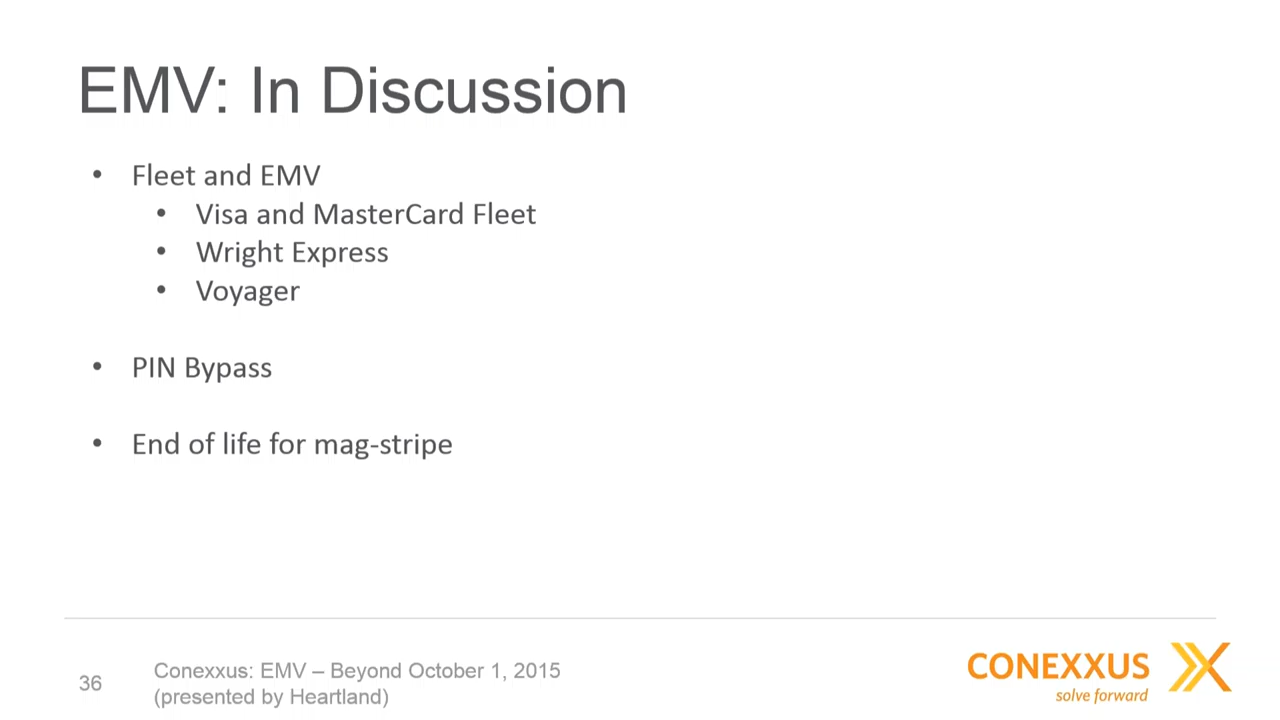 EMV: In Discussion
• Fleet and EMV
• Visa and MasterCard Fleet
• Wright Express
• Voyager
• PIN Bypass
• End of life for mag-stripe
36
Conexxus: EMV – Beyond October 1, 2015
(presented by Heartland)
CONEXXUS
solve forward